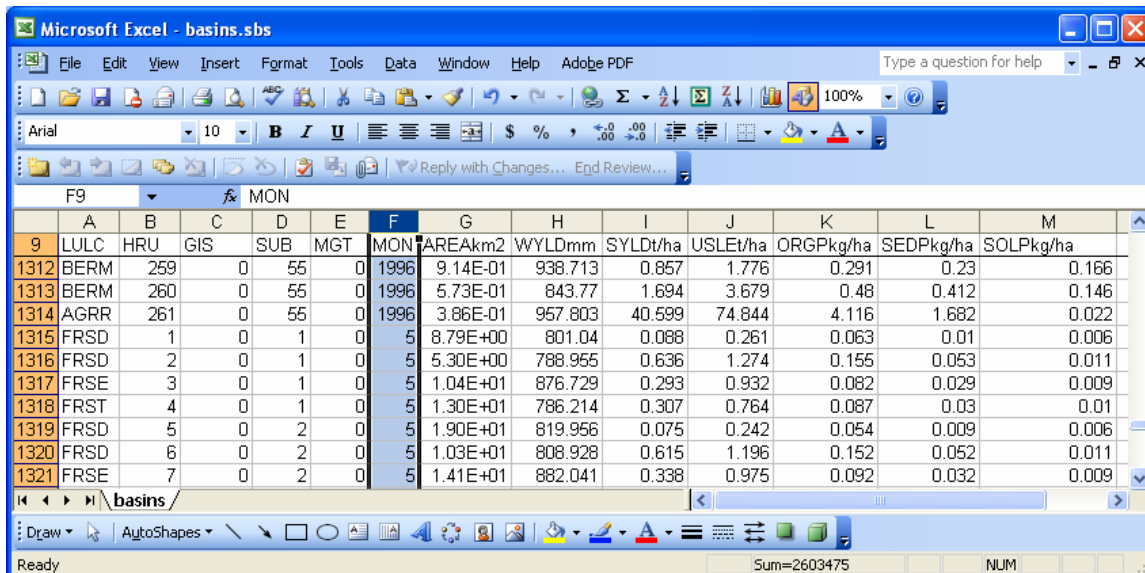 Microsoft Excel - basins.sbs
File Edit View Insert Format Tools Data Window Help Adobe PDF Type a question for help
Σ 100%
Arial 10 B I U $ % ,
Reply with Changes... End Review...
F9 fx MON
A B C D E F G H I J K L M
9 LULC HRU GIS SUB MGT MON AREAkm2 WYLDmm SYLDt/ha USLEt/ha ORGPkg/ha SEDPkg/ha SOLPkg/ha
1312 BERM 259 0 55 0 1996 9.14E-01 938.713 0.857 1.776 0.291 0.23 0.166
1313 BERM 260 0 55 0 1996 5.73E-01 843.77 1.694 3.679 0.48 0.412 0.146
1314 AGRR 261 0 55 0 1996 3.86E-01 957.803 40.599 74.844 4.116 1.682 0.022
1315 FRSD 1 0 1 0 5 8.79E+00 801.04 0.088 0.261 0.063 0.01 0.006
1316 FRSD 2 0 1 0 5 5.30E+00 788.955 0.636 1.274 0.155 0.053 0.011
1317 FRSE 3 0 1 0 5 1.04E+01 876.729 0.293 0.932 0.082 0.029 0.009
1318 FRST 4 0 1 0 5 1.30E+01 786.214 0.307 0.764 0.087 0.03 0.01
1319 FRSD 5 0 2 0 5 1.90E+01 819.956 0.075 0.242 0.054 0.009 0.006
1320 FRSD 6 0 2 0 5 1.03E+01 808.928 0.615 1.196 0.152 0.052 0.011
1321 FRSE 7 0 2 0 5 1.41E+01 882.041 0.338 0.975 0.092 0.032 0.009
basins
Draw AutoShapes
Ready Sum=2603475 NUM